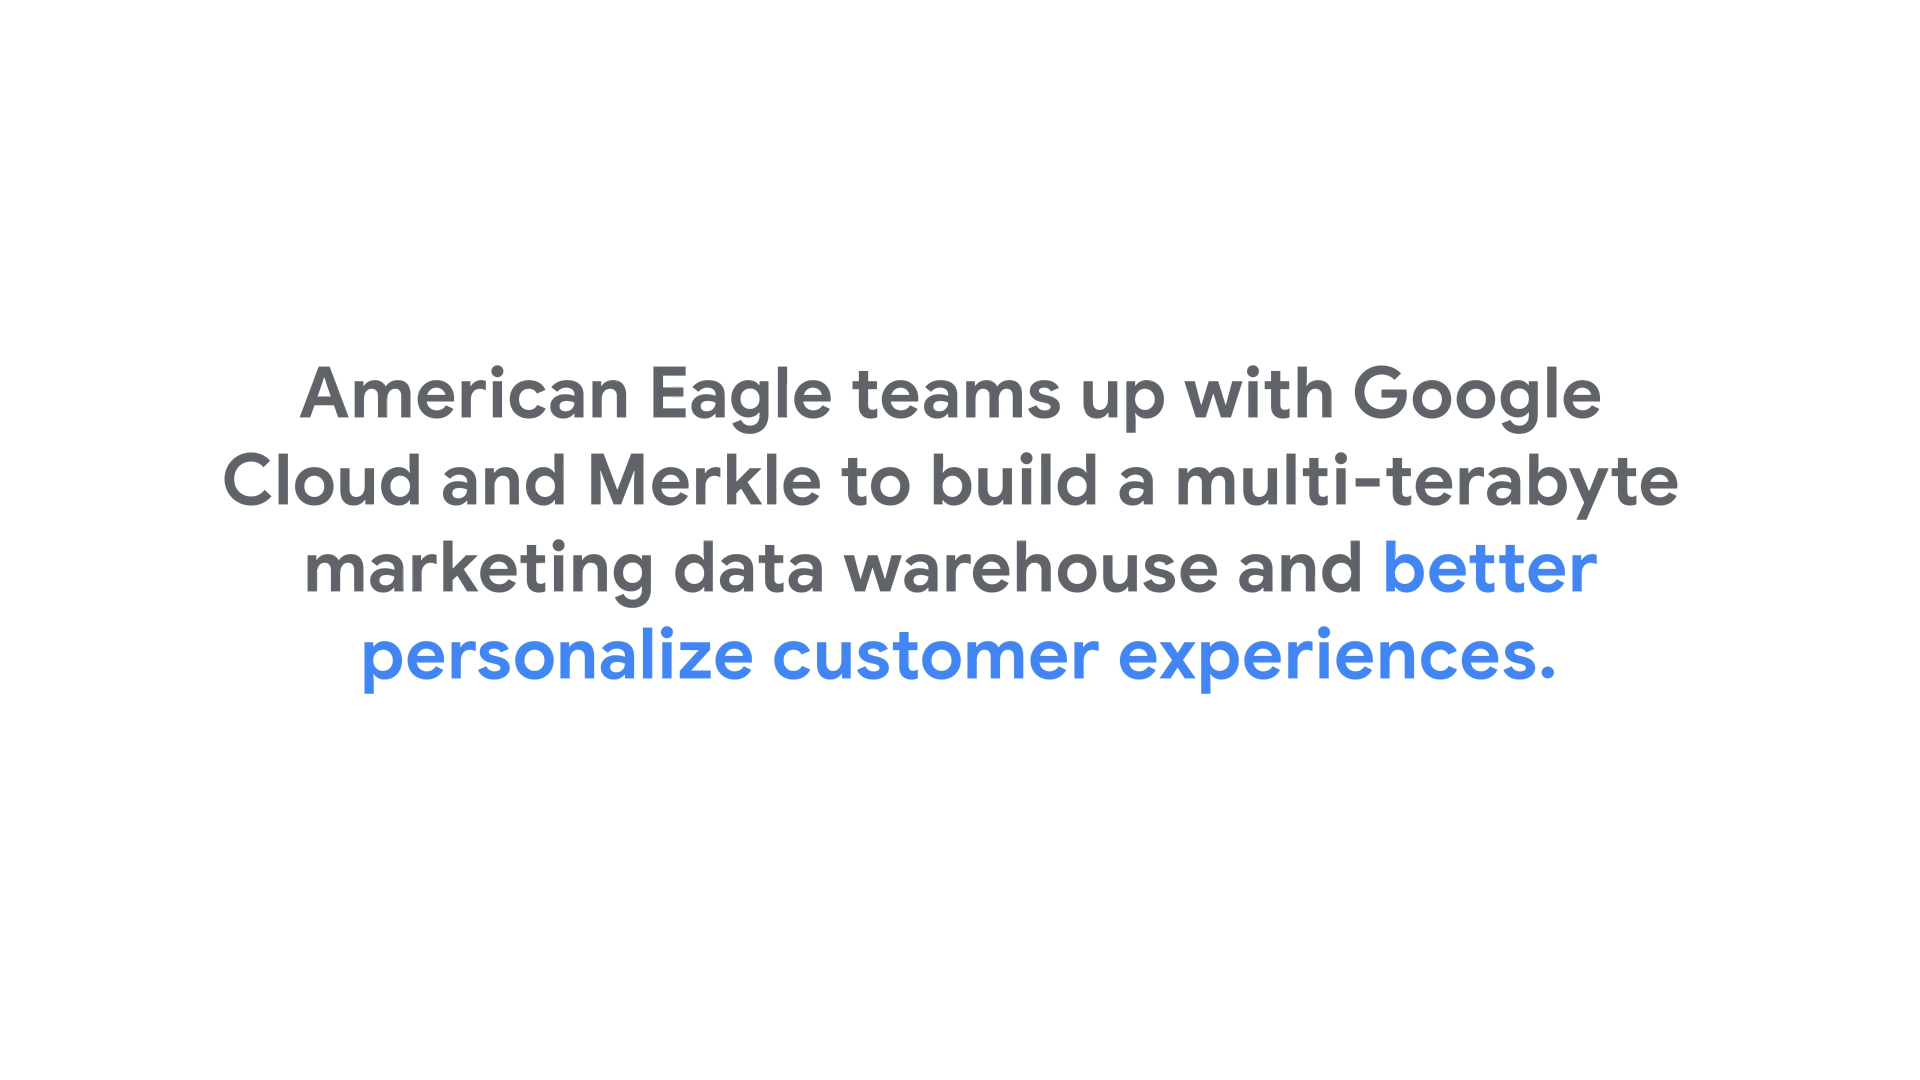 American Eagle teams up with Google
Cloud and Merkle to build a multi-terabyte
marketing data warehouse and better
personalize customer experiences.